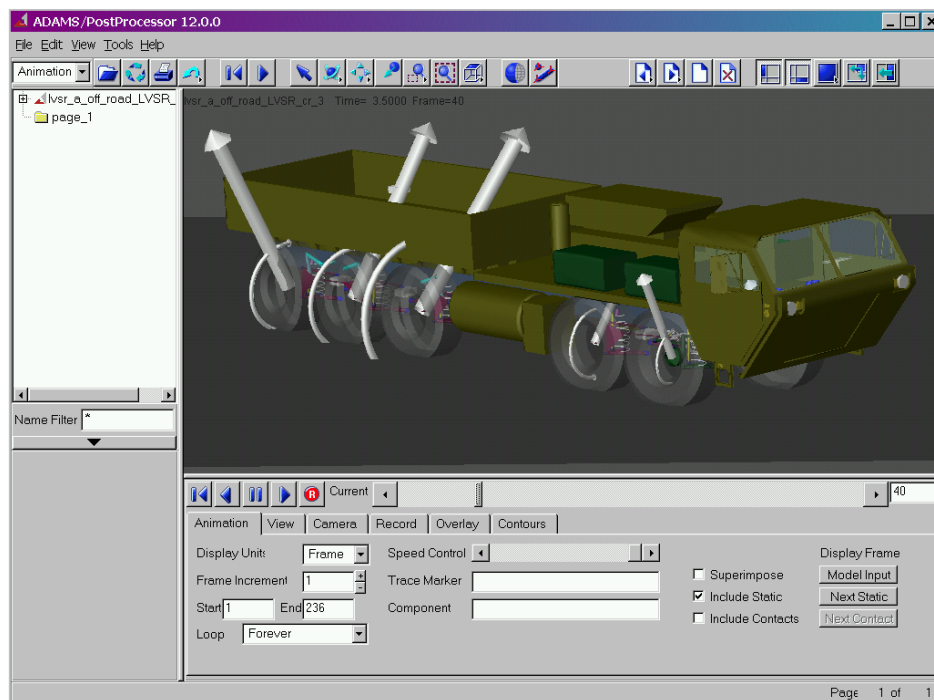 ADAMS/PostProcessor 12.0.0
File Edit View Tools Help
Animation
lvsr_a_off_road_LVSR_
page_1
lvsr_a_off_road_LVSR_cr_3 Time= 3.5000 Frame=40
Name Filter *
R Current 40
Animation View Camera Record Overlay Contours
Display Units Frame Speed Control Display Frame
Frame Increment 1 Trace Marker Superimpose Model Input
Start 1 End 236 Component Include Static Next Static
Loop Forever Include Contacts Next Contact
Page 1 of 1